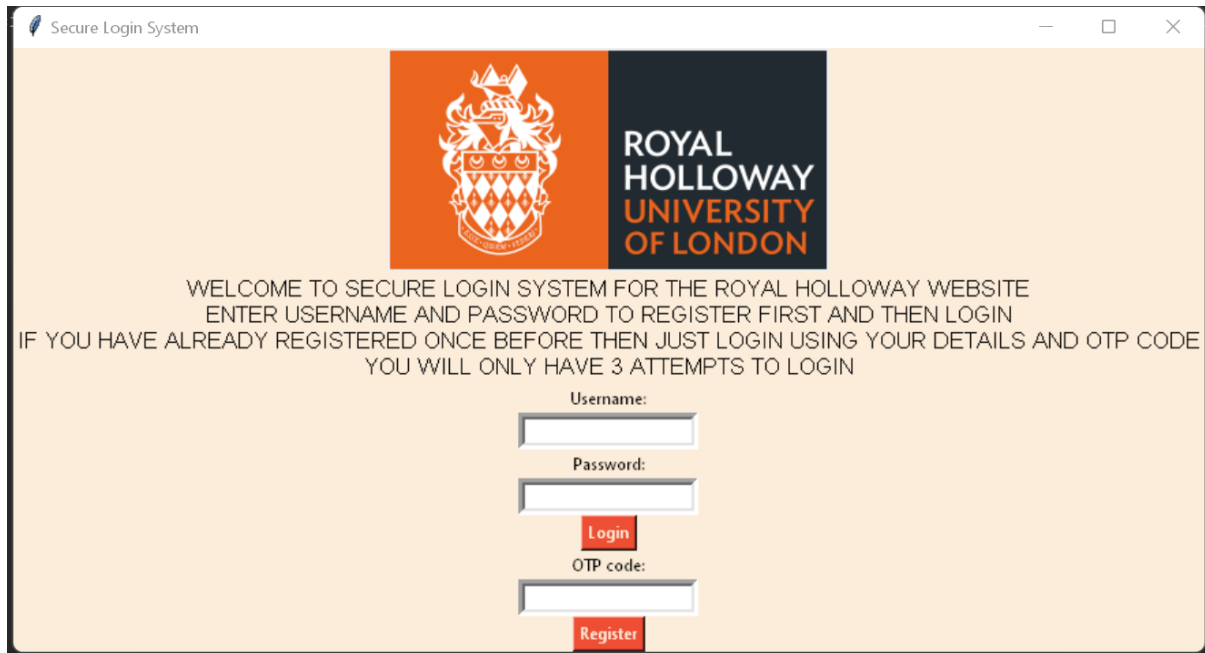 Secure Login System
ROYAL
HOLLOWAY
UNIVERSITY
OF LONDON
WELCOME TO SECURE LOGIN SYSTEM FOR THE ROYAL HOLLOWAY WEBSITE
ENTER USERNAME AND PASSWORD TO REGISTER FIRST AND THEN LOGIN
IF YOU HAVE ALREADY REGISTERED ONCE BEFORE THEN JUST LOGIN USING YOUR DETAILS AND OTP CODE
YOU WILL ONLY HAVE 3 ATTEMPTS TO LOGIN
Username:
Password:
Login
OTP code:
Register